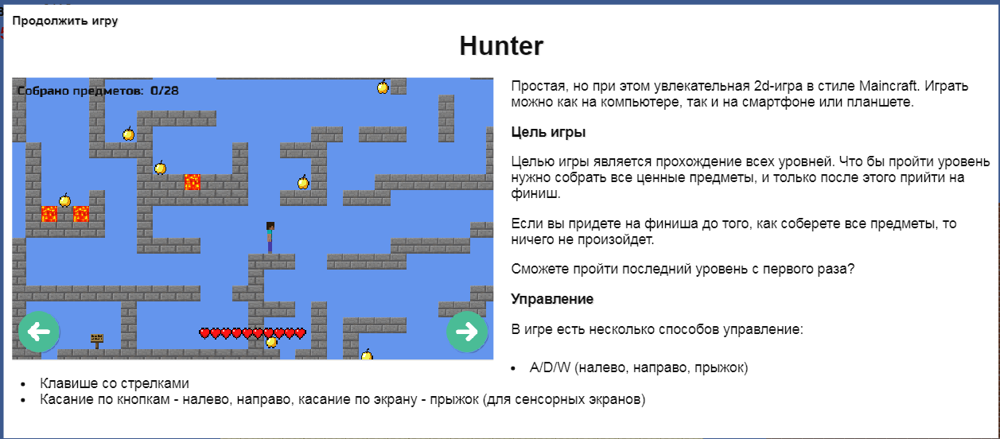 Продолжить игру
Hunter
Собрано предметов: 0/28
Простая, но при этом увлекательная 2d-игра в стиле Maincraft. Играть
можно как на компьютере, так и на смартфоне или планшете.
Цель игры
Целью игры является прохождение всех уровней. Что бы пройти уровень
нужно собрать все ценные предметы, и только после этого прийти на
финиш.
Если вы придете на финиша до того, как соберете все предметы, то
ничего не произойдет.
Сможете пройти последний уровень с первого раза?
Управление
В игре есть несколько способов управление:
• A/D/W (налево, направо, прыжок)
• Клавише со стрелками
• Касание по кнопкам - налево, направо, касание по экрану - прыжок (для сенсорных экранов)